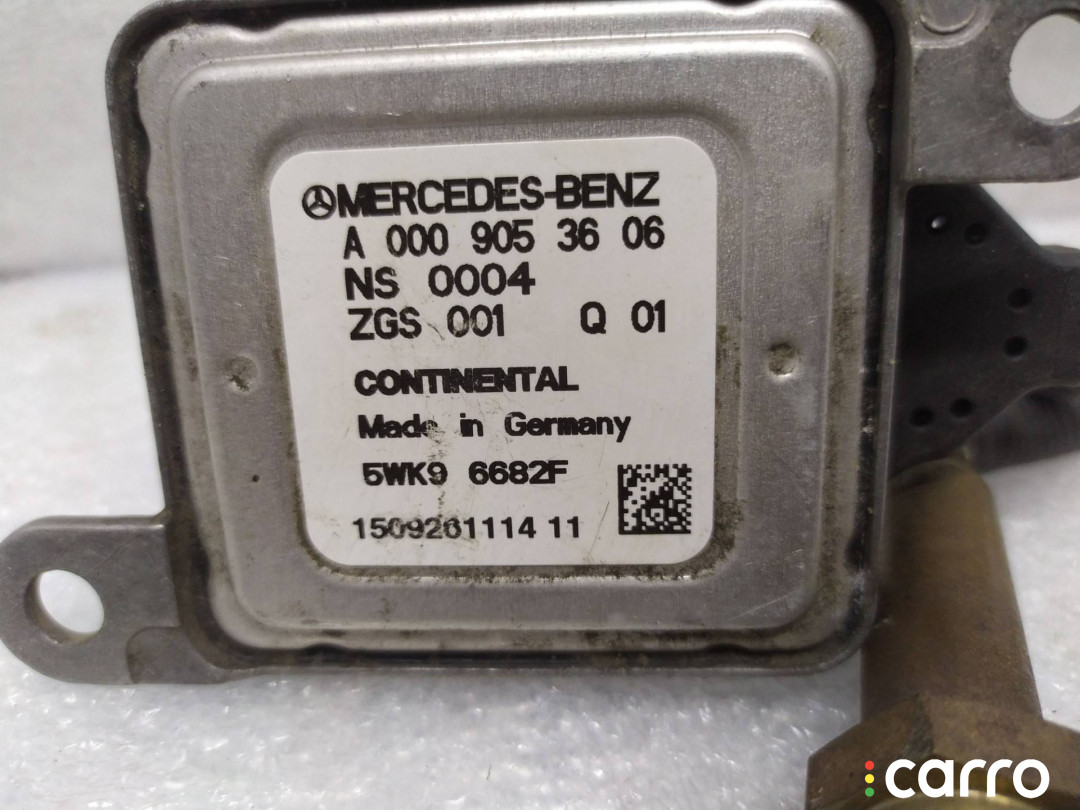 MERCEDES-BENZ
A 000 905 36 06
NS 0004
ZGS 001 Q 01
CONTINENTAL
Made in Germany
5WK9 6682F
1509261114 11
carro